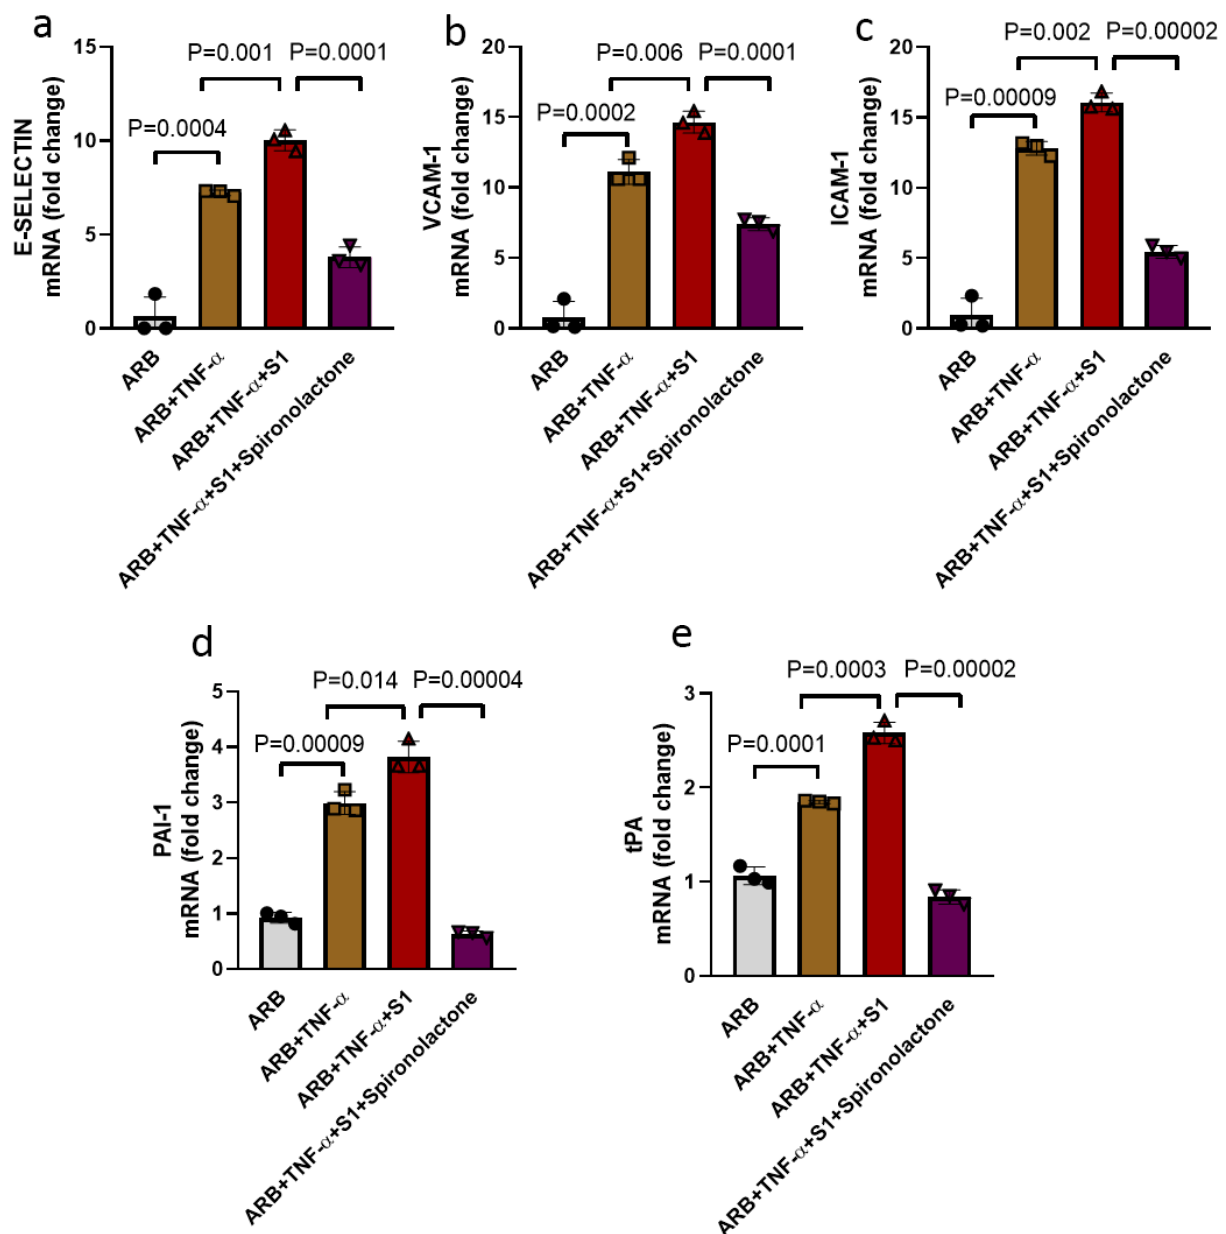 a
E-SELECTIN
mRNA (fold change)
15
10
5
0
P=0.0004
P=0.001
P=0.0001
ARB
ARB+TNF-α
ARB+TNF-α+S1
ARB+TNF-α+S1+Spironolactone
b
VCAM-1
mRNA (fold change)
20
15
10
5
0
P=0.0002
P=0.006
P=0.0001
ARB
ARB+TNF-α
ARB+TNF-α+S1
ARB+TNF-α+S1+Spironolactone
c
ICAM-1
mRNA (fold change)
20
15
10
5
0
P=0.00009
P=0.002
P=0.00002
ARB
ARB+TNF-α
ARB+TNF-α+S1
ARB+TNF-α+S1+Spironolactone
d
PAI-1
mRNA (fold change)
5
4
3
2
1
0
P=0.00009
P=0.014
P=0.00004
ARB
ARB+TNF-α
ARB+TNF-α+S1
ARB+TNF-α+S1+Spironolactone
e
tPA
mRNA (fold change)
3
2
1
0
P=0.0001
P=0.0003
P=0.00002
ARB
ARB+TNF-α
ARB+TNF-α+S1
ARB+TNF-α+S1+Spironolactone